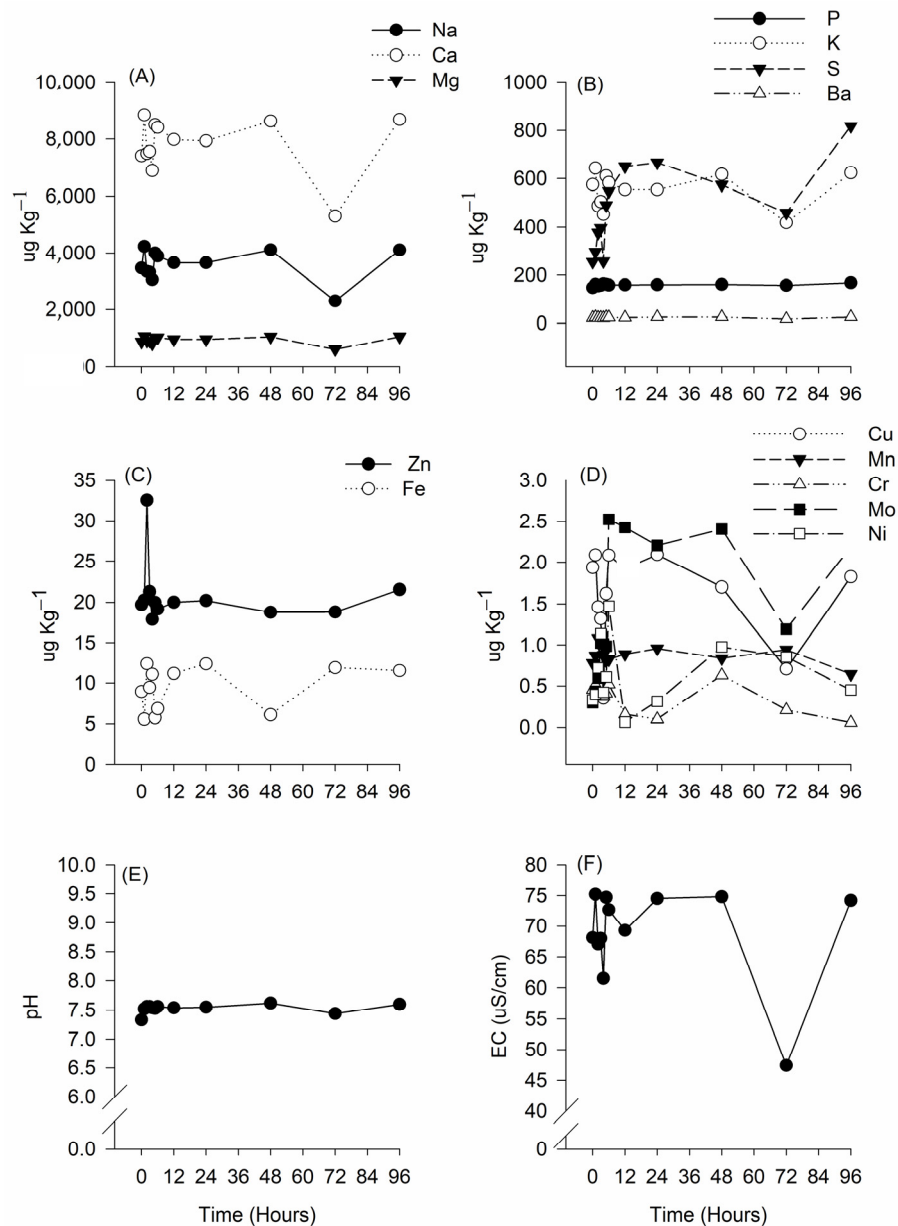 Na
Ca
Mg
P
K
S
Ba
(A)
10,000
8,000
6,000
4,000
2,000
0
ug Kg−1
0 12 24 36 48 60 72 84 96
(B)
1000
800
600
400
200
0
ug Kg−1
0 12 24 36 48 60 72 84 96
Zn
Fe
Cu
Mn
Cr
Mo
Ni
(C)
35
30
25
20
15
10
5
0
ug Kg−1
0 12 24 36 48 60 72 84 96
(D)
3.0
2.5
2.0
1.5
1.0
0.5
0.0
ug Kg−1
0 12 24 36 48 60 72 84 96
(E)
10.0
9.5
9.0
8.5
8.0
7.5
7.0
6.5
6.0
0.0
pH
0 12 24 36 48 60 72 84 96
Time (Hours)
(F)
80
75
70
65
60
55
50
45
40
0
EC (uS/cm)
0 12 24 36 48 60 72 84 96
Time (Hours)